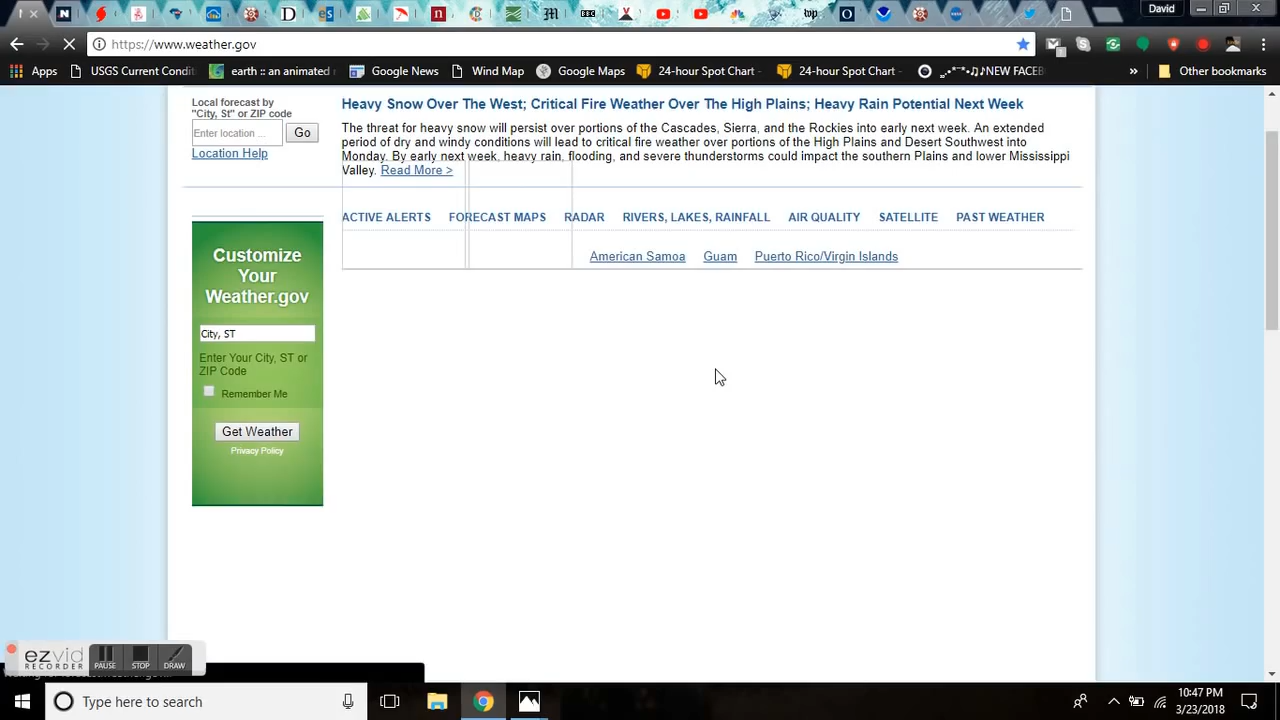 David
https://www.weather.gov
Apps
USGS Current Condi
earth :: an animated
Google News
Wind Map
Google Maps
24-hour Spot Chart -
24-hour Spot Chart -
NEW FACEB
»
Other bookmarks
Local forecast by
"City, St" or ZIP code
Enter location ...
Go
Location Help
Heavy Snow Over The West; Critical Fire Weather Over The High Plains; Heavy Rain Potential Next Week
The threat for heavy snow will persist over portions of the Cascades, Sierra, and the Rockies into early next week. An extended
period of dry and windy conditions will lead to critical fire weather over portions of the High Plains and Desert Southwest into
Monday. By early next week, heavy rain, flooding, and severe thunderstorms could impact the southern Plains and lower Mississippi
Valley. Read More >
ACTIVE ALERTS FORECAST MAPS RADAR RIVERS, LAKES, RAINFALL AIR QUALITY SATELLITE PAST WEATHER
American Samoa Guam Puerto Rico/Virgin Islands
Customize
Your
Weather.gov
City, ST
Enter Your City, ST or
ZIP Code
Remember Me
Get Weather
Privacy Policy
ezvid
RECORDER
PAUSE STOP DRAW
Type here to search
10:47 PM
3/23/2018